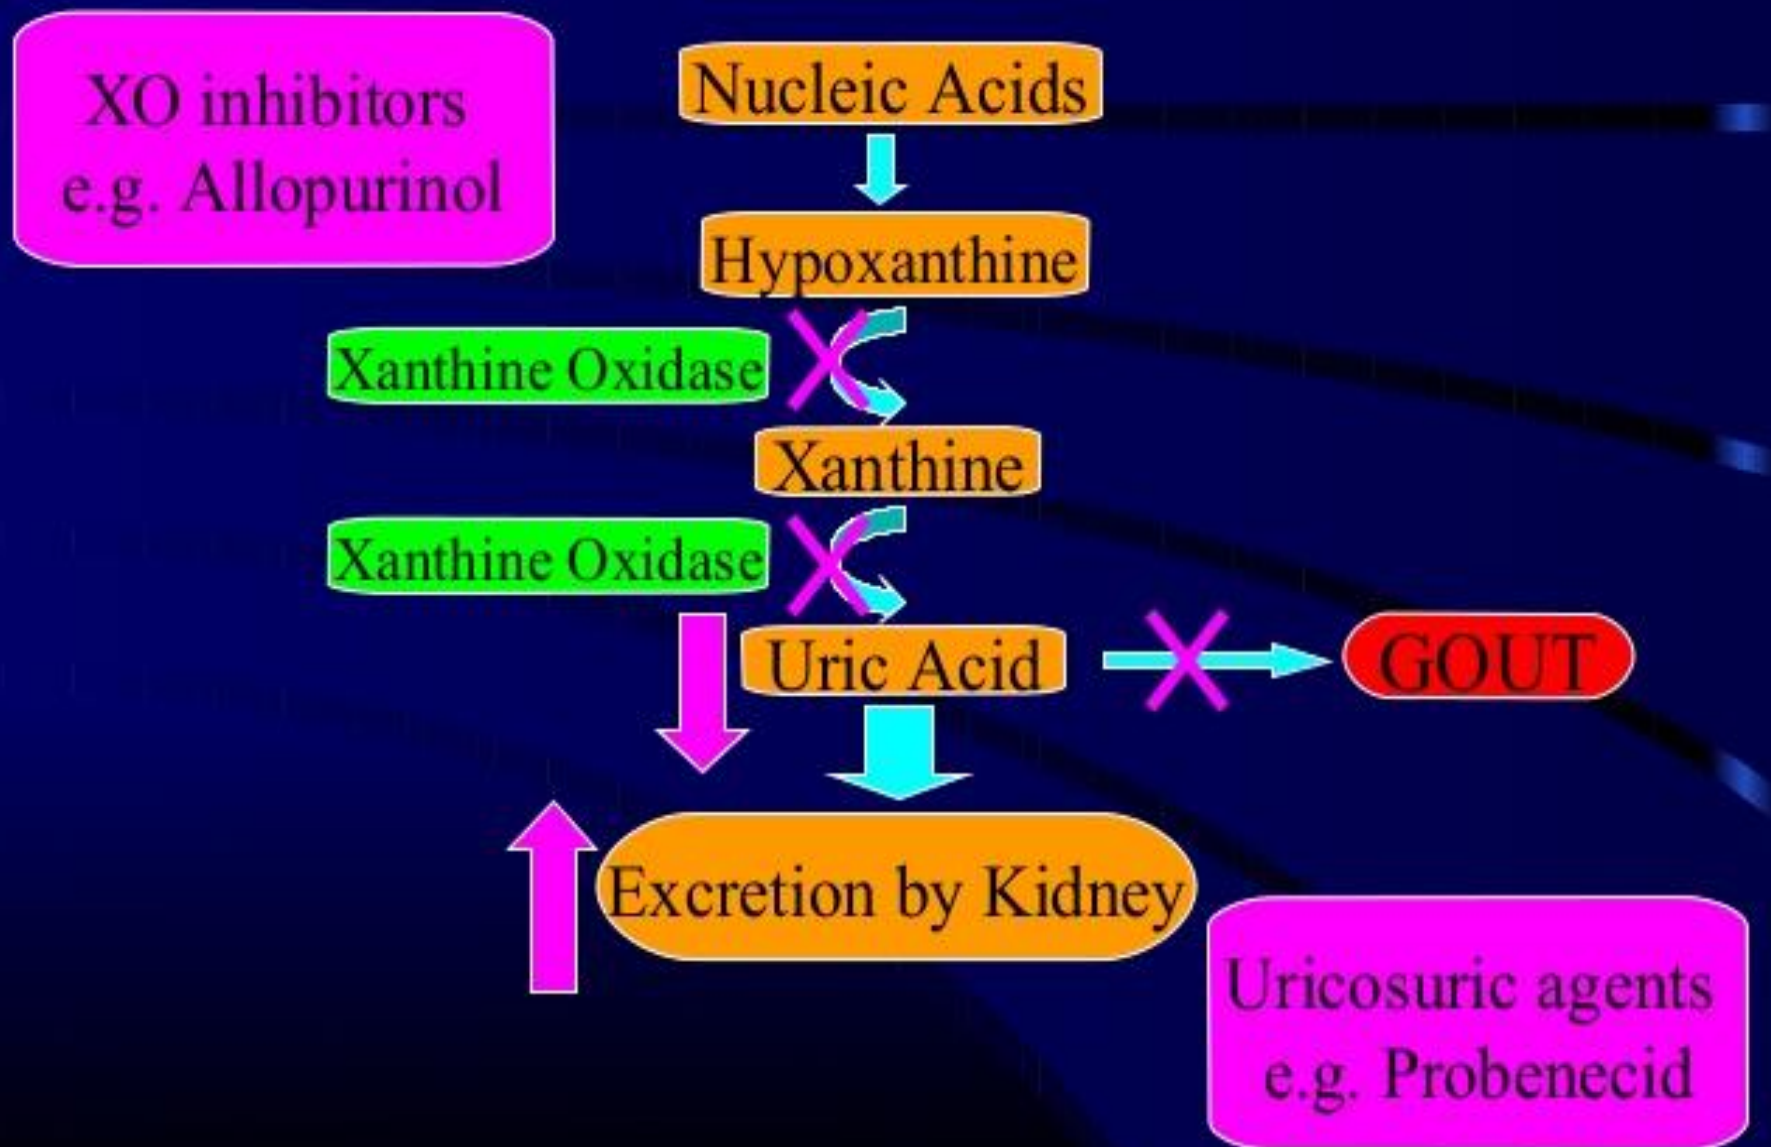 XO inhibitors
e.g. Allopurinol
Nucleic Acids
Hypoxanthine
Xanthine Oxidase
Xanthine
Xanthine Oxidase
Uric Acid
GOUT
Excretion by Kidney
Uricosuric agents
e.g. Probenecid